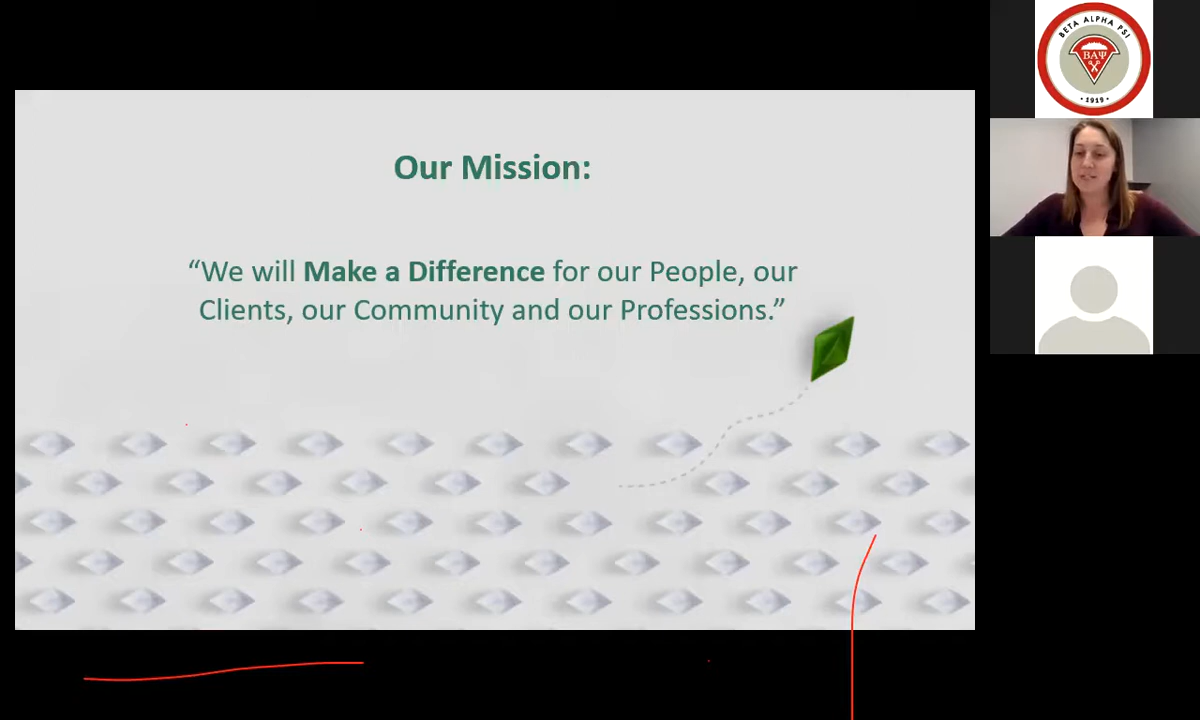 Our Mission:
“We will Make a Difference for our People, our
Clients, our Community and our Professions.”
BETA ALPHA PSI
ΒΑΨ
• 1919 •